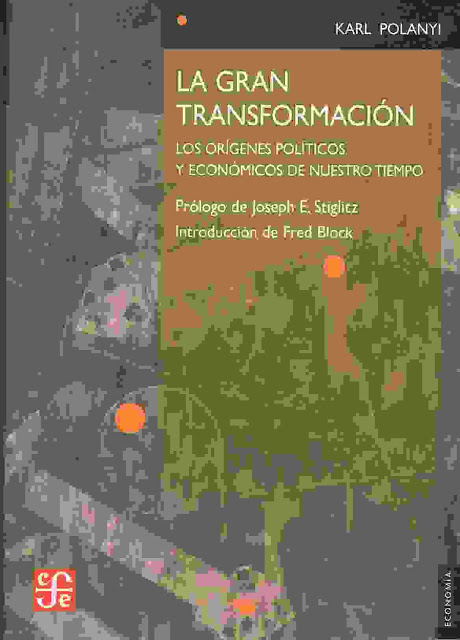 KARL POLANYI
LA GRAN
TRANSFORMACIÓN
LOS ORÍGENES POLÍTICOS
Y ECONÓMICOS DE NUESTRO TIEMPO
Prólogo de Joseph E. Stiglitz
Introducción de Fred Block
ECONOMÍA
fce